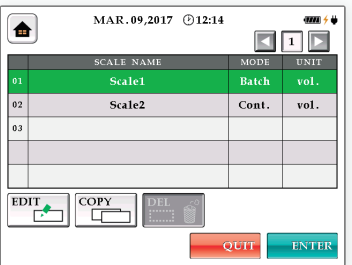 MAR.09,2017 12:14
1
SCALE NAME MODE UNIT
01 Scale1 Batch vol.
02 Scale2 Cont. vol.
03
EDIT COPY DEL
QUIT ENTER